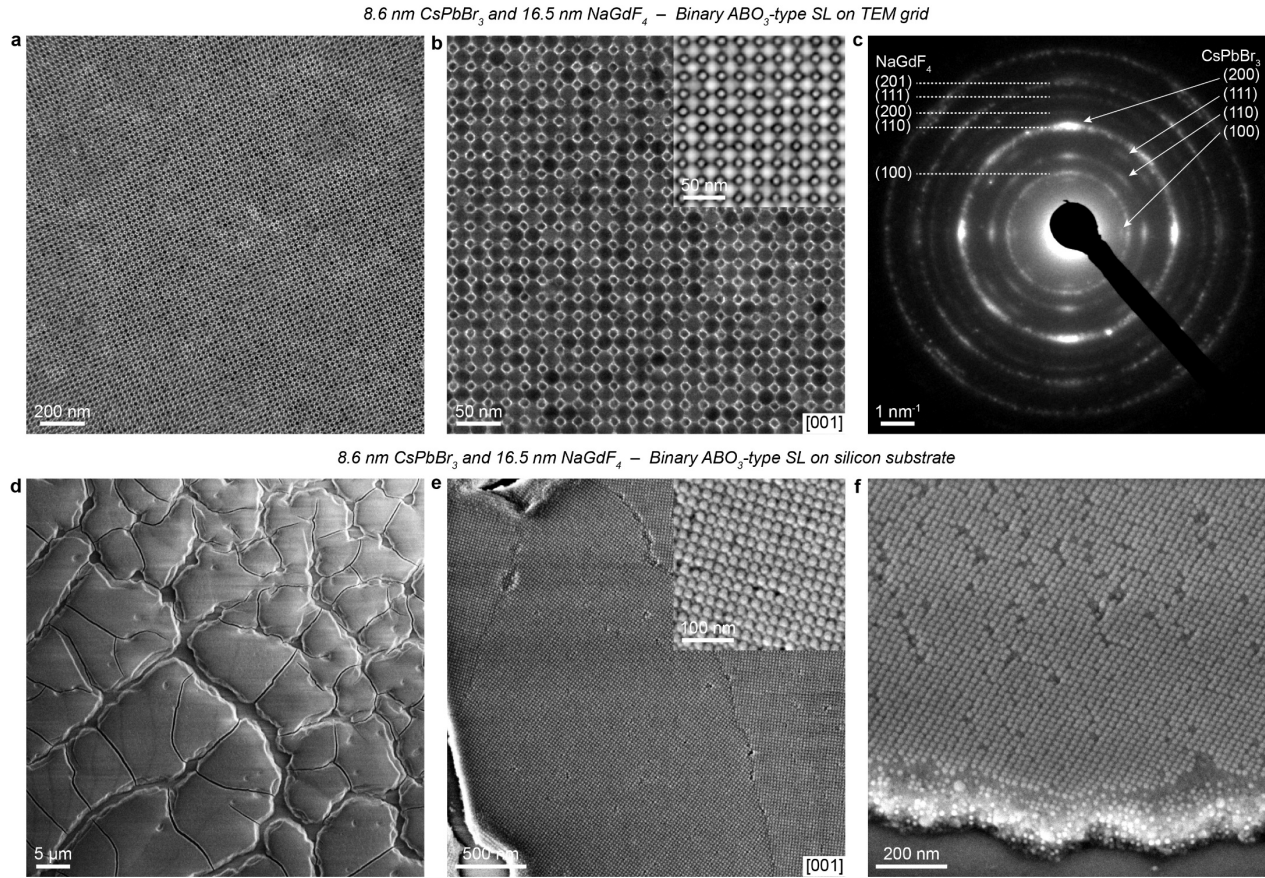 8.6 nm CsPbBr₃ and 16.5 nm NaGdF₄ – Binary ABO₃-type SL on TEM grid
a
200 nm
b
50 nm
50 nm
[001]
c
NaGdF₄
(201)
(111)
(200)
(110)
(100)
CsPbBr₃
(200)
(111)
(110)
(100)
1 nm⁻¹
8.6 nm CsPbBr₃ and 16.5 nm NaGdF₄ – Binary ABO₃-type SL on silicon substrate
d
5 µm
e
100 nm
500 nm
[001]
f
200 nm